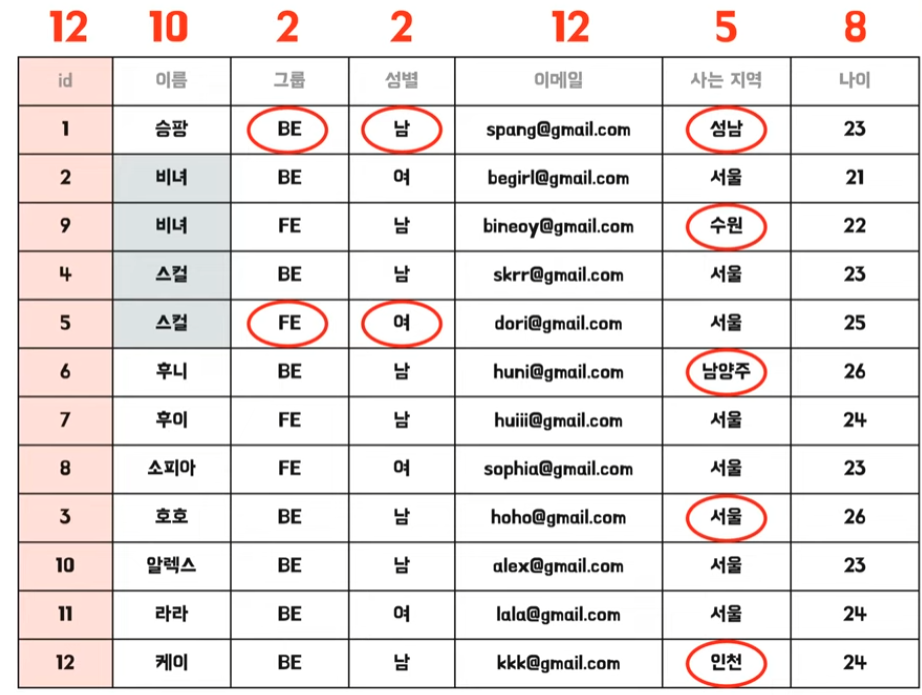 12 10 2 2 12 5 8
id 이름 그룹 성별 이메일 사는 지역 나이
1 승팡 BE 남 spang@gmail.com 성남 23
2 비녀 BE 여 begirl@gmail.com 서울 21
9 비녀 FE 남 bineoy@gmail.com 수원 22
4 스컬 BE 남 skrr@gmail.com 서울 23
5 스컬 FE 여 dori@gmail.com 서울 25
6 후니 BE 남 huni@gmail.com 남양주 26
7 후이 FE 남 huiii@gmail.com 서울 24
8 소피아 FE 여 sophia@gmail.com 서울 23
3 호호 BE 남 hoho@gmail.com 서울 26
10 알렉스 BE 남 alex@gmail.com 서울 23
11 라라 BE 여 lala@gmail.com 서울 24
12 케이 BE 남 kkk@gmail.com 인천 24